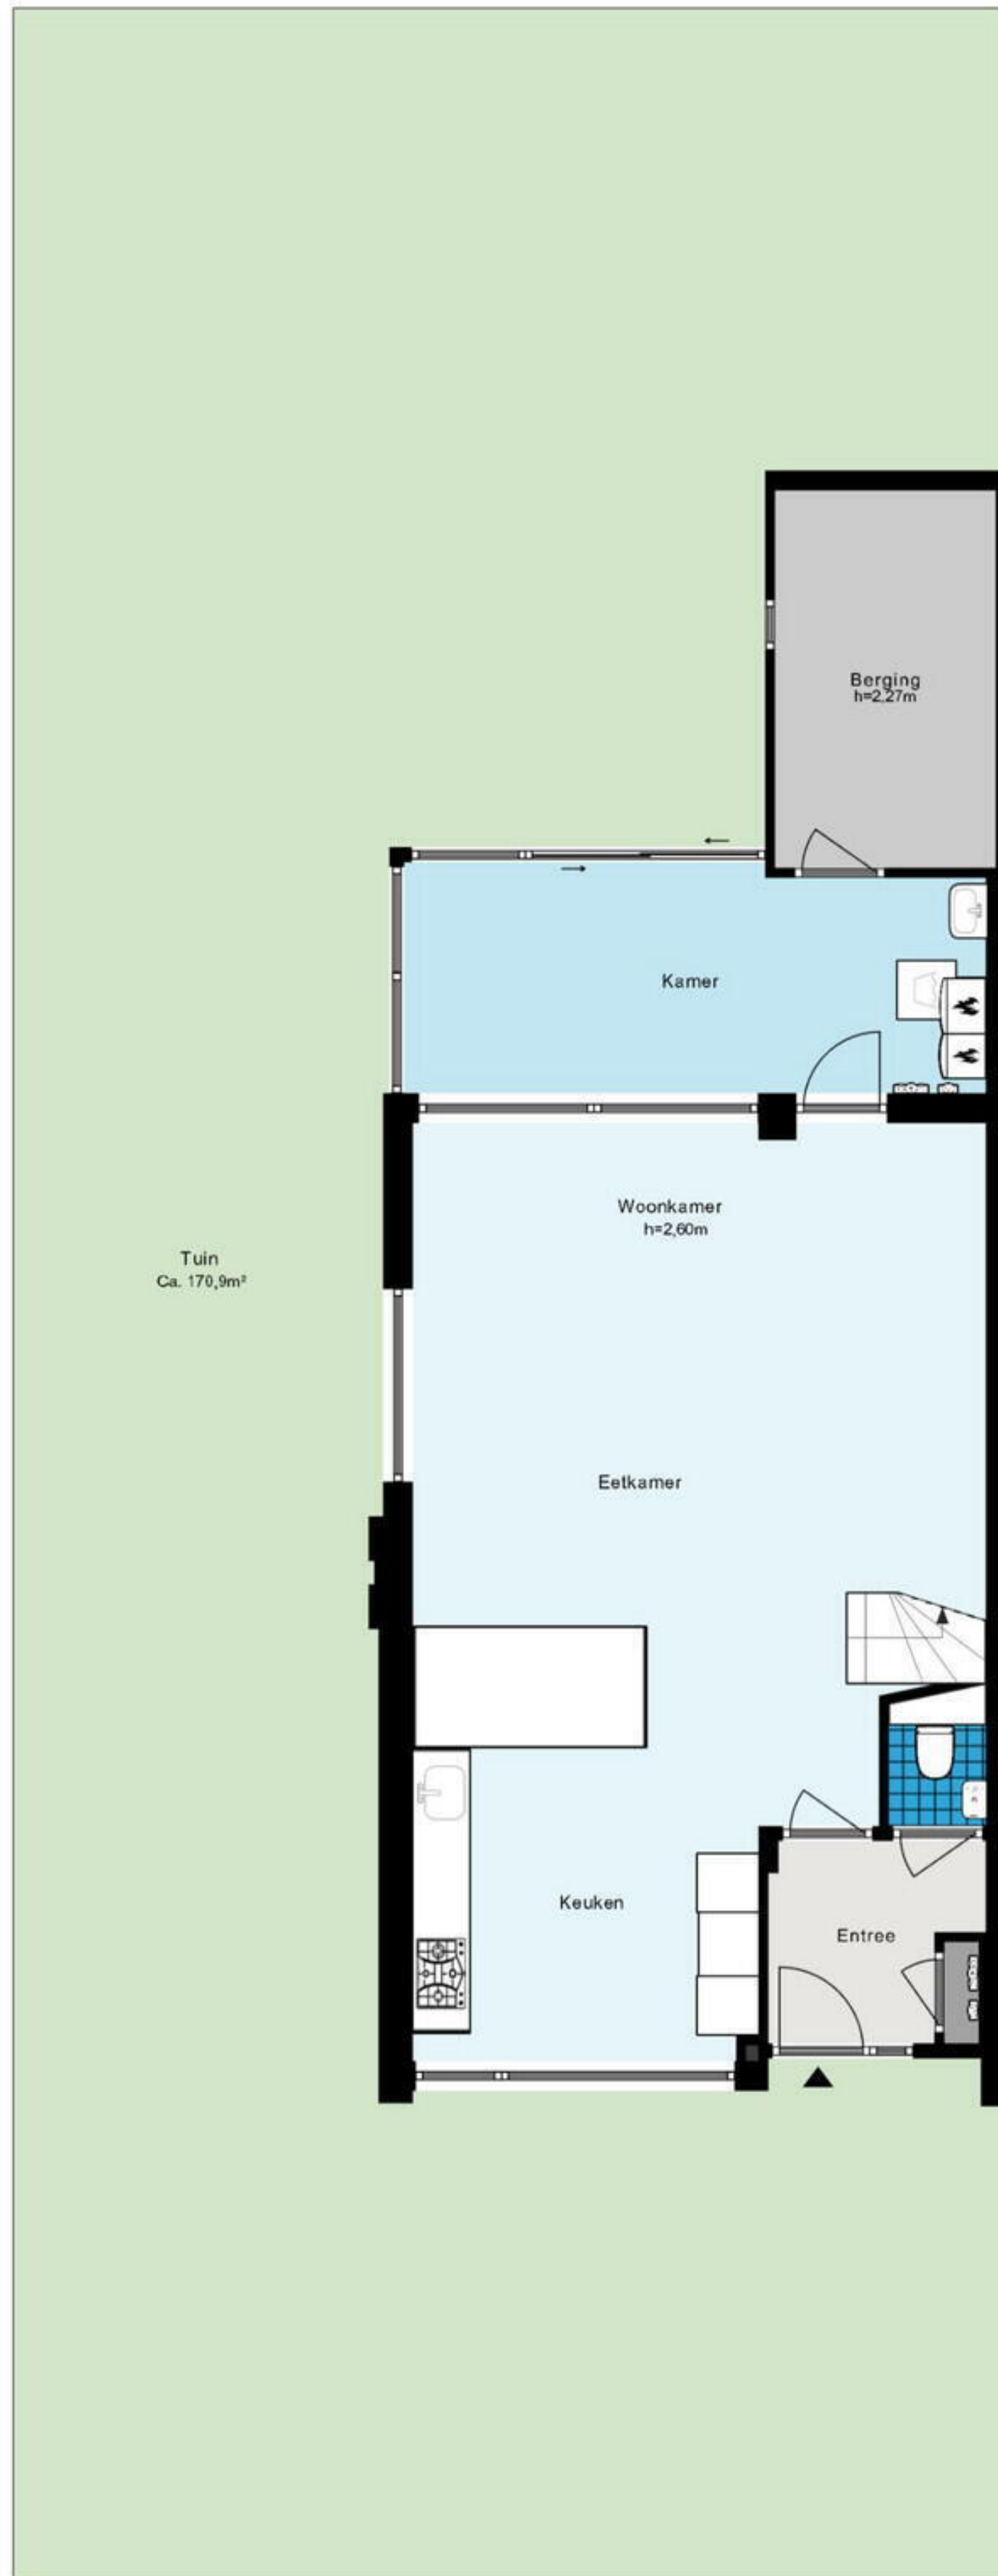 Berging
h=2,27m
Kamer
Woonkamer
h=2,60m
Tuin
Ca. 170,9m²
Eetkamer
Keuken
Entree